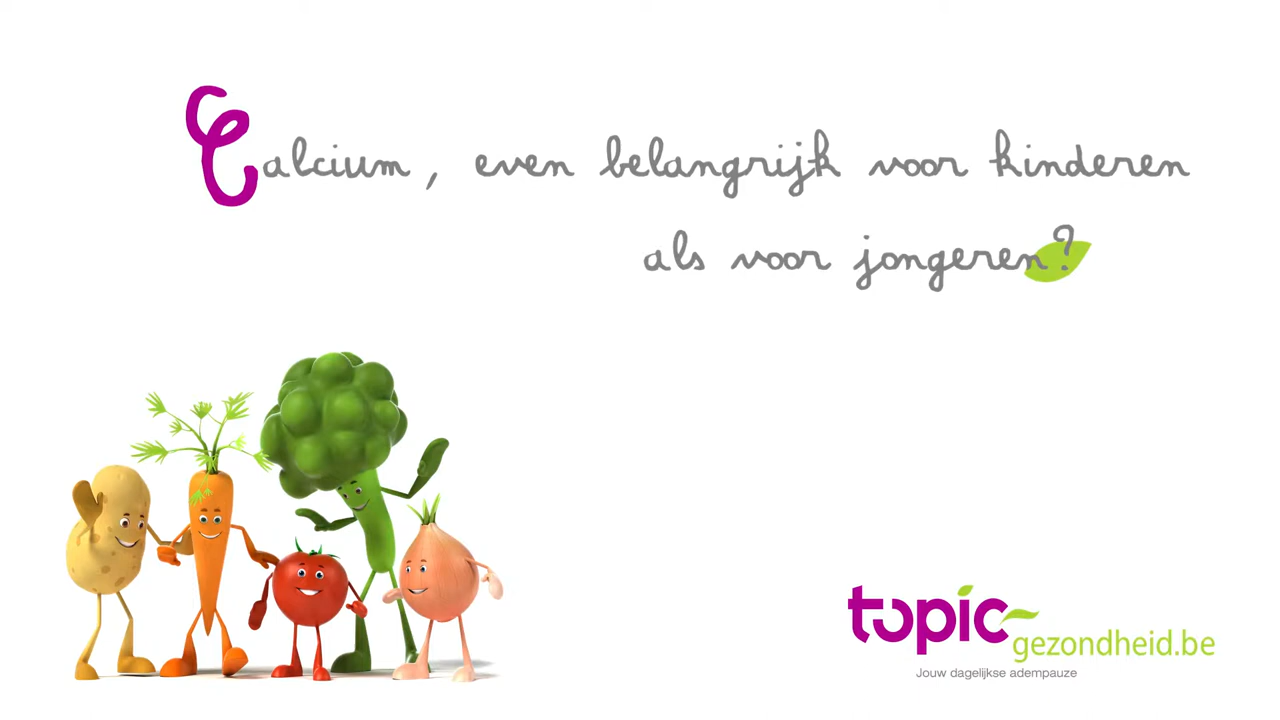 Calcium, even belangrijk voor kinderen
als voor jongeren?
topic
gezondheid.be
Jouw dagelijkse adempauze